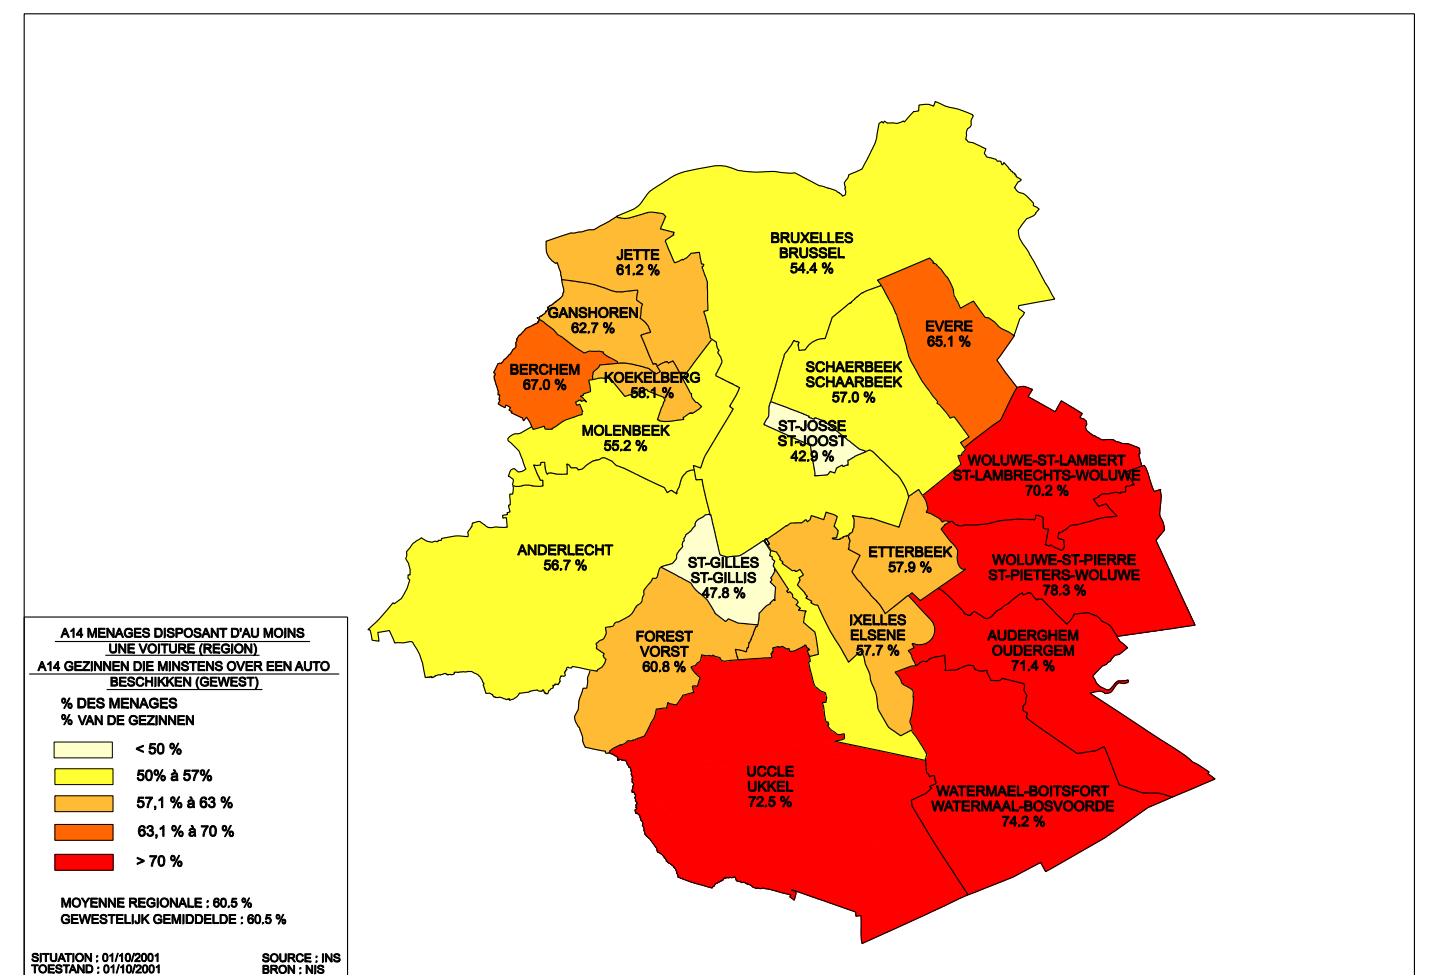 BRUXELLES
BRUSSEL
54.4 %
JETTE
61.2 %
GANSHOREN
62.7 %
EVERE
65.1 %
BERCHEM
67.0 %
KOEKELBERG
58.1 %
SCHAERBEEK
SCHAARBEEK
57.0 %
MOLENBEEK
55.2 %
ST-JOSSE
ST-JOOST
42.9 %
WOLUWE-ST-LAMBERT
ST-LAMBRECHTS-WOLUWE
70.2 %
ANDERLECHT
56.7 %
ST-GILLES
ST-GILLIS
47.8 %
ETTERBEEK
57.9 %
WOLUWE-ST-PIERRE
ST-PIETERS-WOLUWE
78.3 %
FOREST
VORST
60.8 %
IXELLES
ELSENE
57.7 %
AUDERGHEM
OUDERGEM
71.4 %
UCCLE
UKKEL
72.5 %
WATERMAEL-BOITSFORT
WATERMAAL-BOSVOORDE
74.2 %
A14 MENAGES DISPOSANT D'AU MOINS
UNE VOITURE (REGION)
A14 GEZINNEN DIE MINSTENS OVER EEN AUTO
BESCHIKKEN (GEWEST)
% DES MENAGES
% VAN DE GEZINNEN
< 50 %
50% à 57%
57,1 % à 63 %
63,1 % à 70 %
> 70 %
MOYENNE REGIONALE : 60.5 %
GEWESTELIJK GEMIDDELDE : 60.5 %
SITUATION : 01/10/2001 SOURCE : INS
TOESTAND : 01/10/2001 BRON : NIS